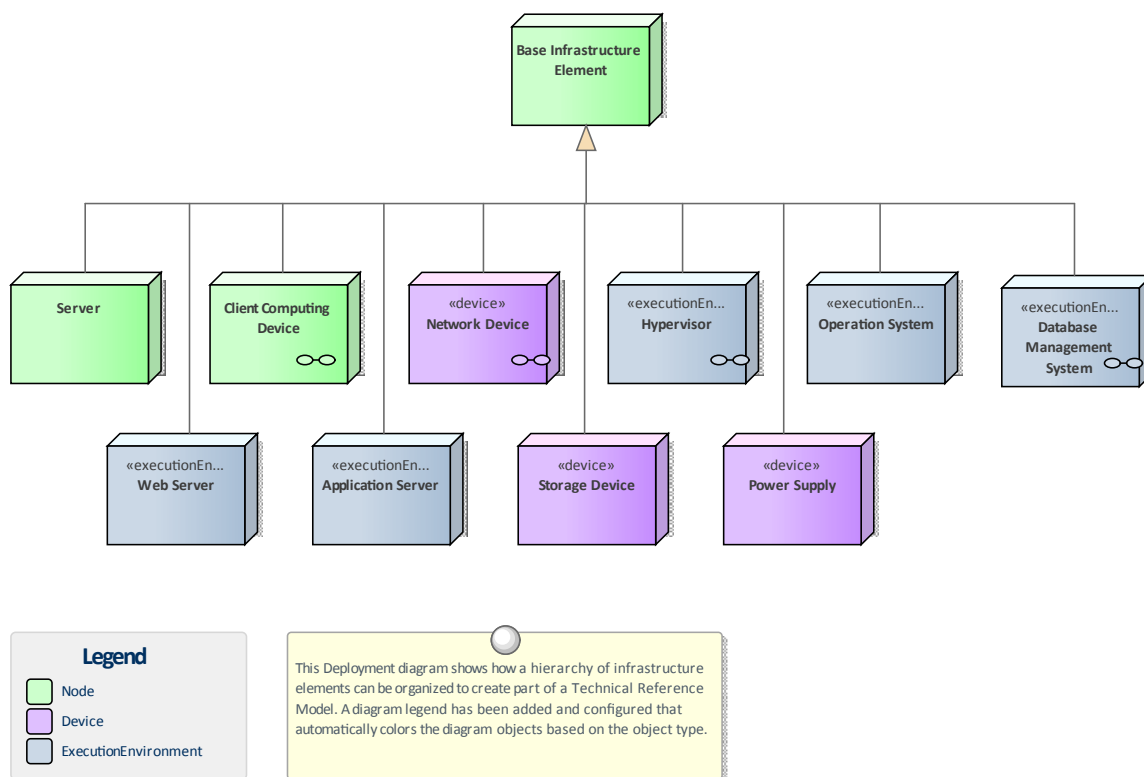 Base Infrastructure
Element
Server
Client Computing
Device
«device»
Network Device
«executionEn...
Hypervisor
«executionEn...
Operation System
«executionEn...
Database
Management
System
«executionEn...
Web Server
«executionEn...
Application Server
«device»
Storage Device
«device»
Power Supply
Legend
Node
Device
ExecutionEnvironment
This Deployment diagram shows how a hierarchy of infrastructure
elements can be organized to create part of a Technical Reference
Model. A diagram legend has been added and configured that
automatically colors the diagram objects based on the object type.